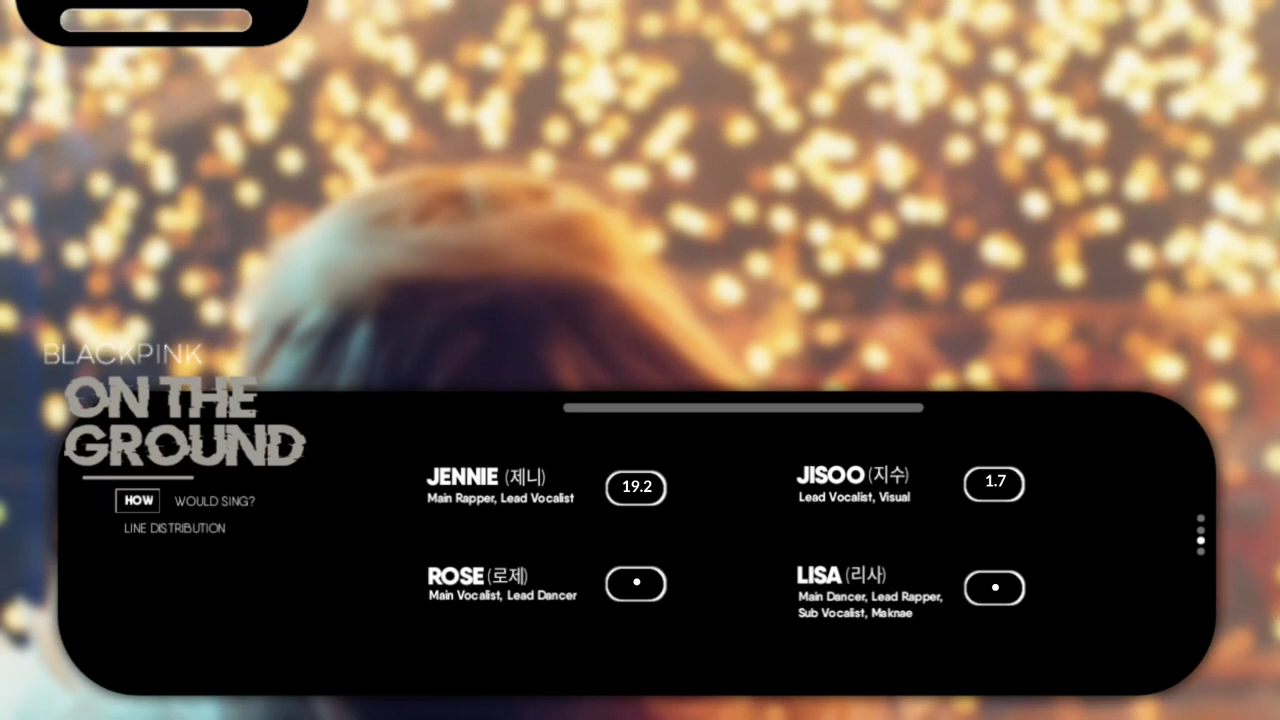 BLACKPINK
ON THE
GROUND
HOW WOULD SING?
LINE DISTRIBUTION
JENNIE (제니)
Main Rapper, Lead Vocalist
19.2
JISOO (지수)
Lead Vocalist, Visual
1.7
ROSE (로제)
Main Vocalist, Lead Dancer
LISA (리사)
Main Dancer, Lead Rapper,
Sub Vocalist, Maknae